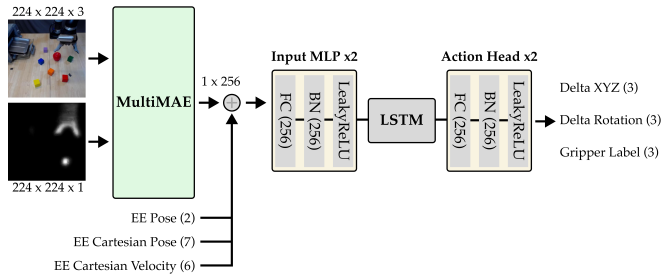 224 x 224 x 3
MultiMAE
1 x 256
Input MLP x2
FC (256)
BN (256)
LeakyReLU
LSTM
Action Head x2
FC (256)
BN (256)
LeakyReLU
Delta XYZ (3)
Delta Rotation (3)
Gripper Label (3)
224 x 224 x 1
EE Pose (2)
EE Cartesian Pose (7)
EE Cartesian Velocity (6)